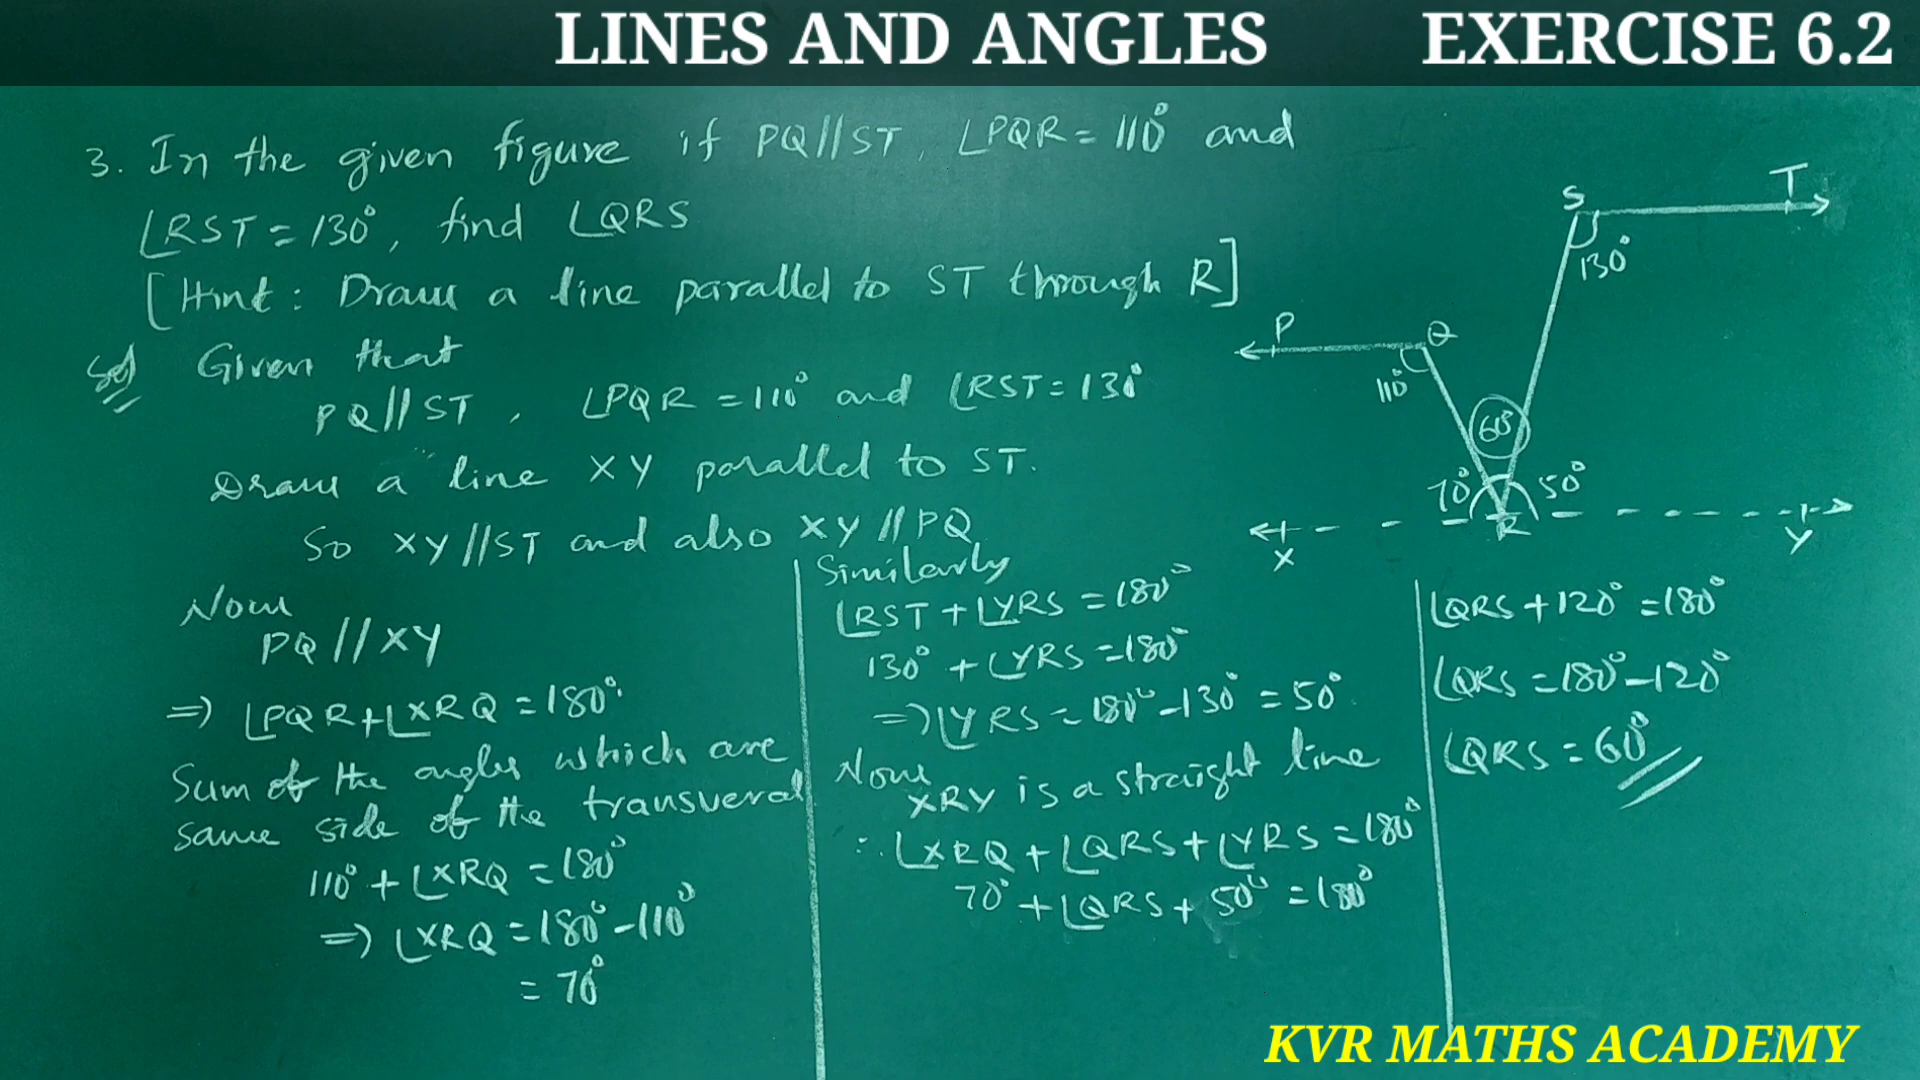 LINES AND ANGLES EXERCISE 6.2
3. In the given figure if PQ//ST, ∠PQR = 110° and
∠RST = 130°, find ∠QRS
[Hint: Draw a line parallel to ST through R]
Sol Given that
PQ//ST, ∠PQR = 110° and ∠RST = 130°
Draw a line XY parallel to ST.
So XY//ST and also XY//PQ
Now
PQ//XY
=> ∠PQR + ∠XRQ = 180°
Sum of the angles which are
same side of the transveral
110° + ∠XRQ = 180°
=> ∠XRQ = 180° - 110°
= 70°
Similarly
∠RST + ∠YRS = 180°
130° + ∠YRS = 180°
=> ∠YRS = 180° - 130° = 50°
Now
XRY is a straight line
∴ ∠XRQ + ∠QRS + ∠YRS = 180°
70° + ∠QRS + 50° = 180°
∠QRS + 120° = 180°
∠QRS = 180° - 120°
∠QRS = 60°
S T
130°
P Q
110°
60°
70° 50°
R
X Y
KVR MATHS ACADEMY